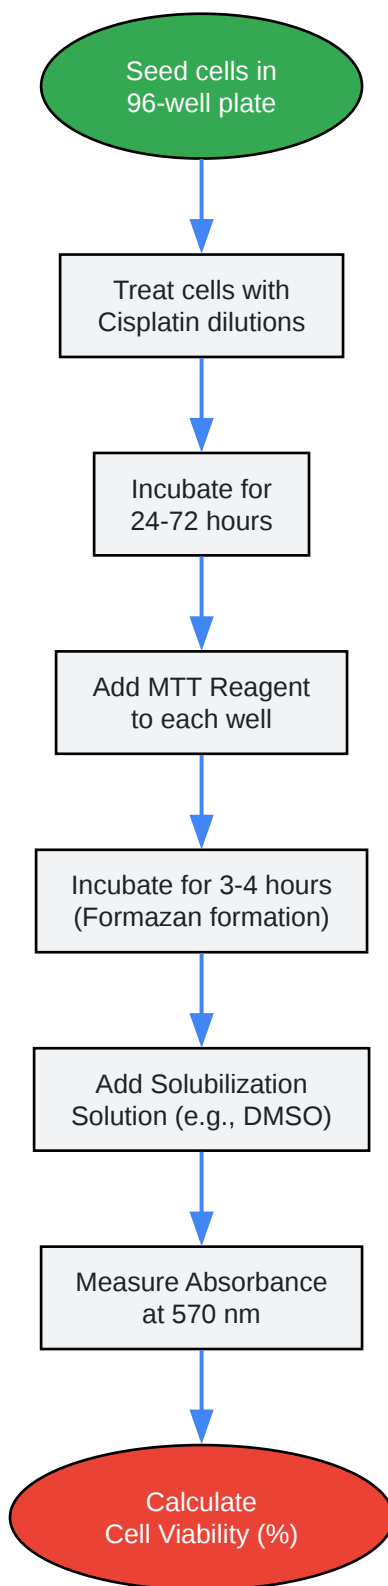 Seed cells in
96-well plate
Treat cells with
Cisplatin dilutions
Incubate for
24-72 hours
Add MTT Reagent
to each well
Incubate for 3-4 hours
(Formazan formation)
Add Solubilization
Solution (e.g., DMSO)
Measure Absorbance
at 570 nm
Calculate
Cell Viability (%)